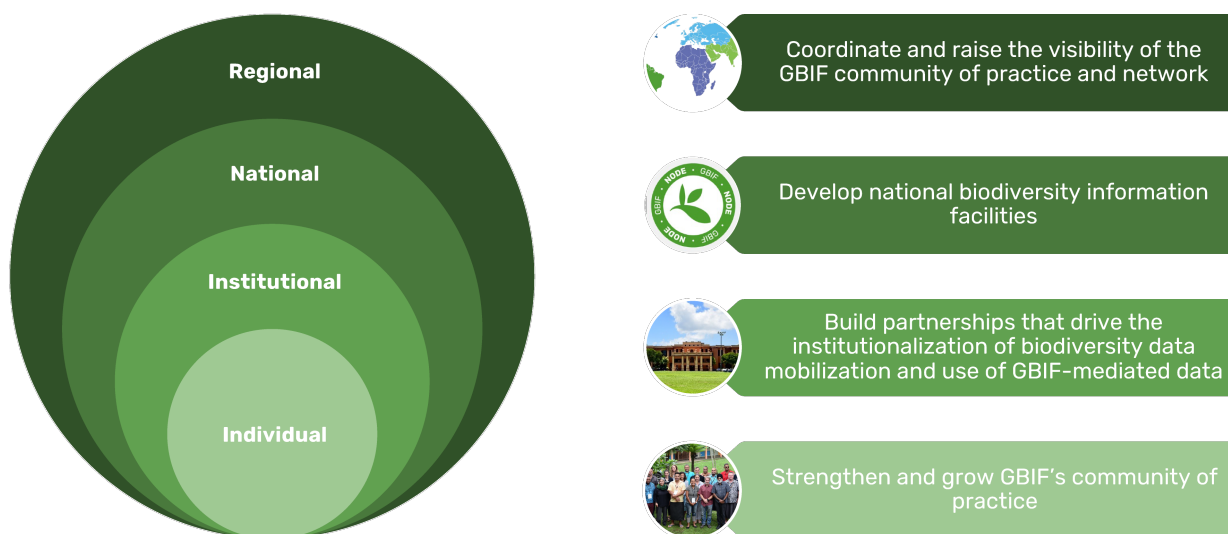 Regional
National
Institutional
Individual
Coordinate and raise the visibility of the
GBIF community of practice and network
NODE · GBIF · NODE · GBIF · NODE · GBIF ·
Develop national biodiversity information
facilities
Build partnerships that drive the
institutionalization of biodiversity data
mobilization and use of GBIF-mediated data
Strengthen and grow GBIF’s community of
practice